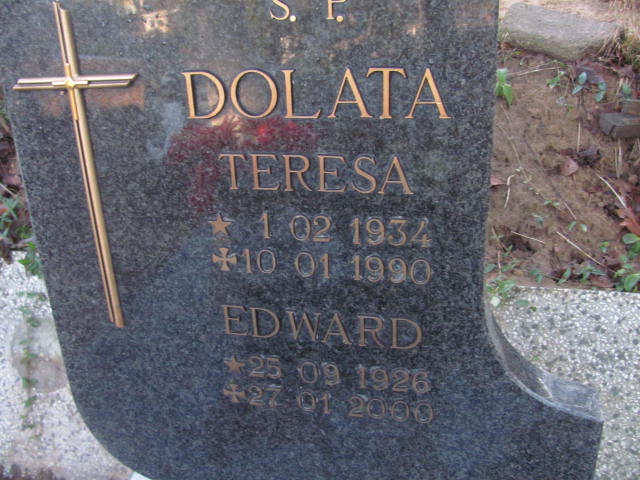 S. P.
DOLATA
TERESA
★ 1 02 1934
✠ 10 01 1990
EDWARD
★ 25 09 1926
✠ 27 01 2000